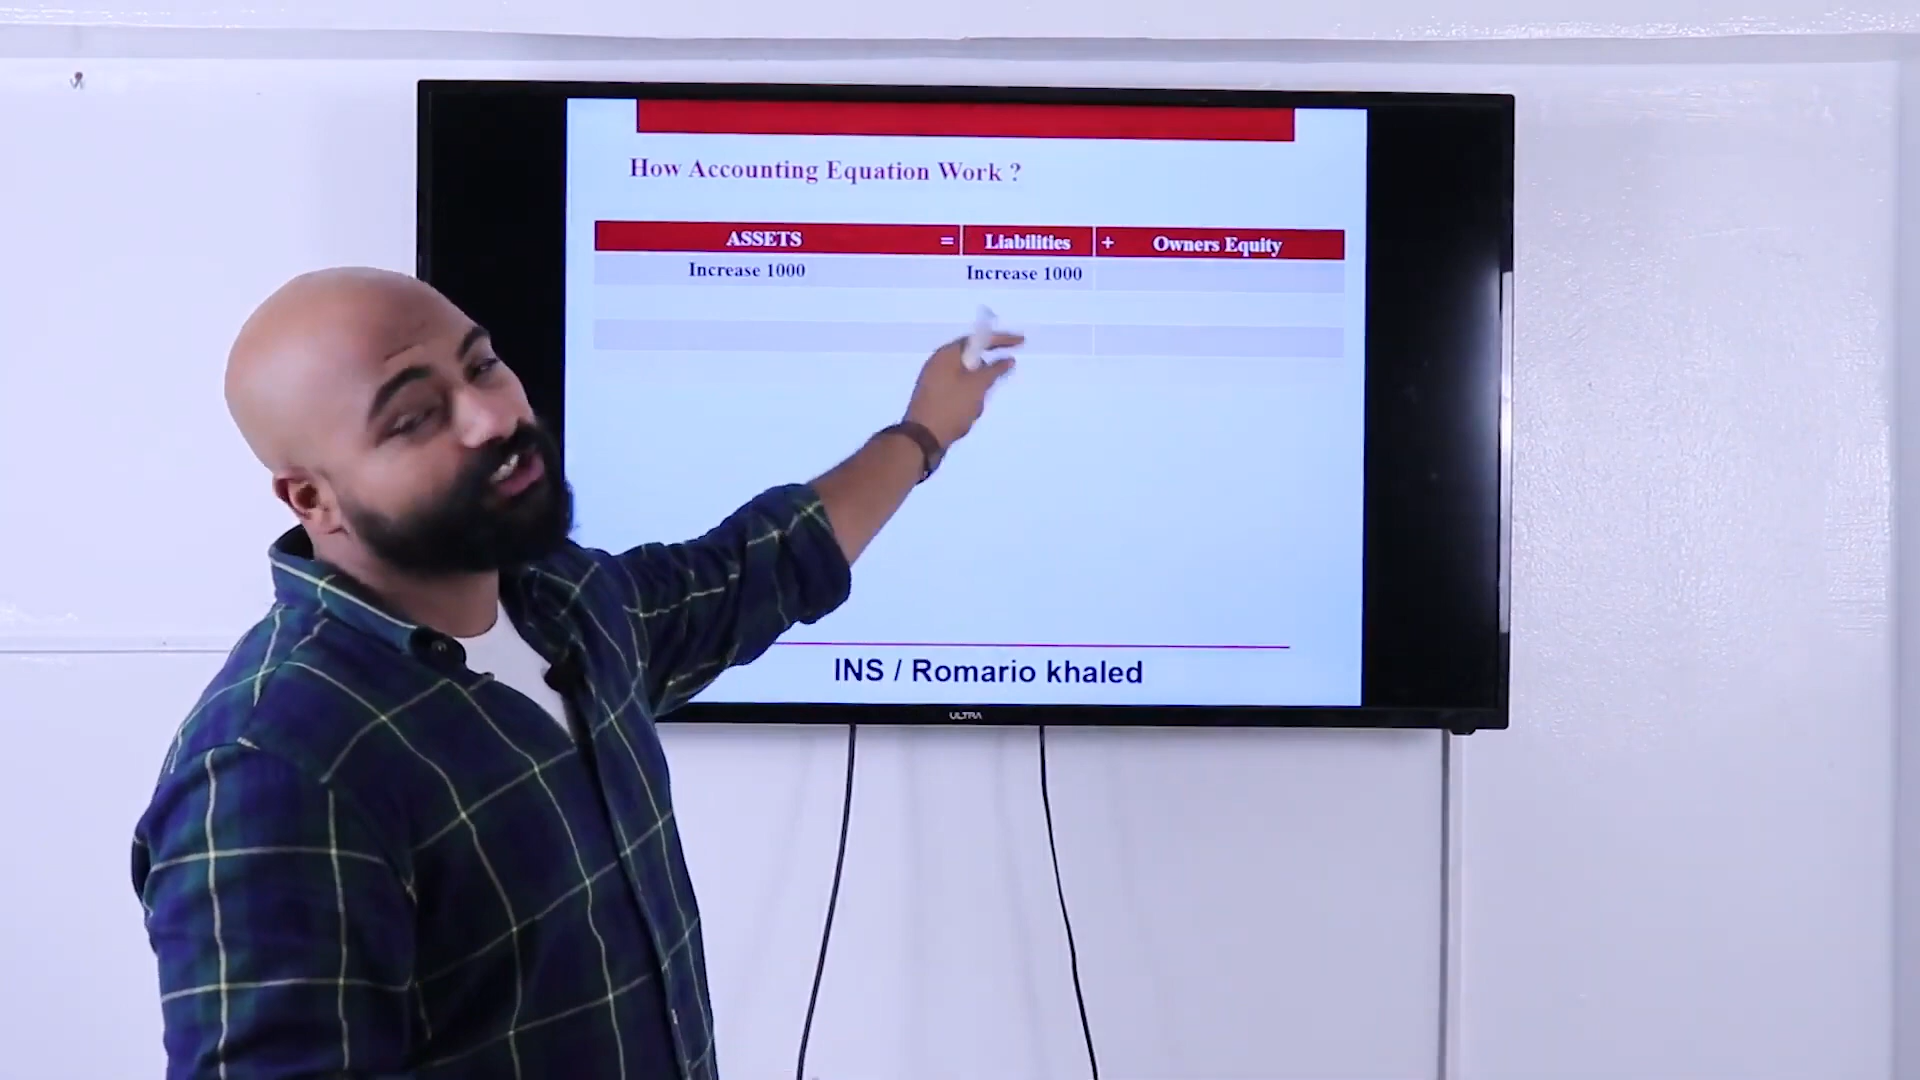 How Accounting Equation Work ?
ASSETS = Liabilities + Owners Equity
Increase 1000 Increase 1000
INS / Romario khaled
ULTRA